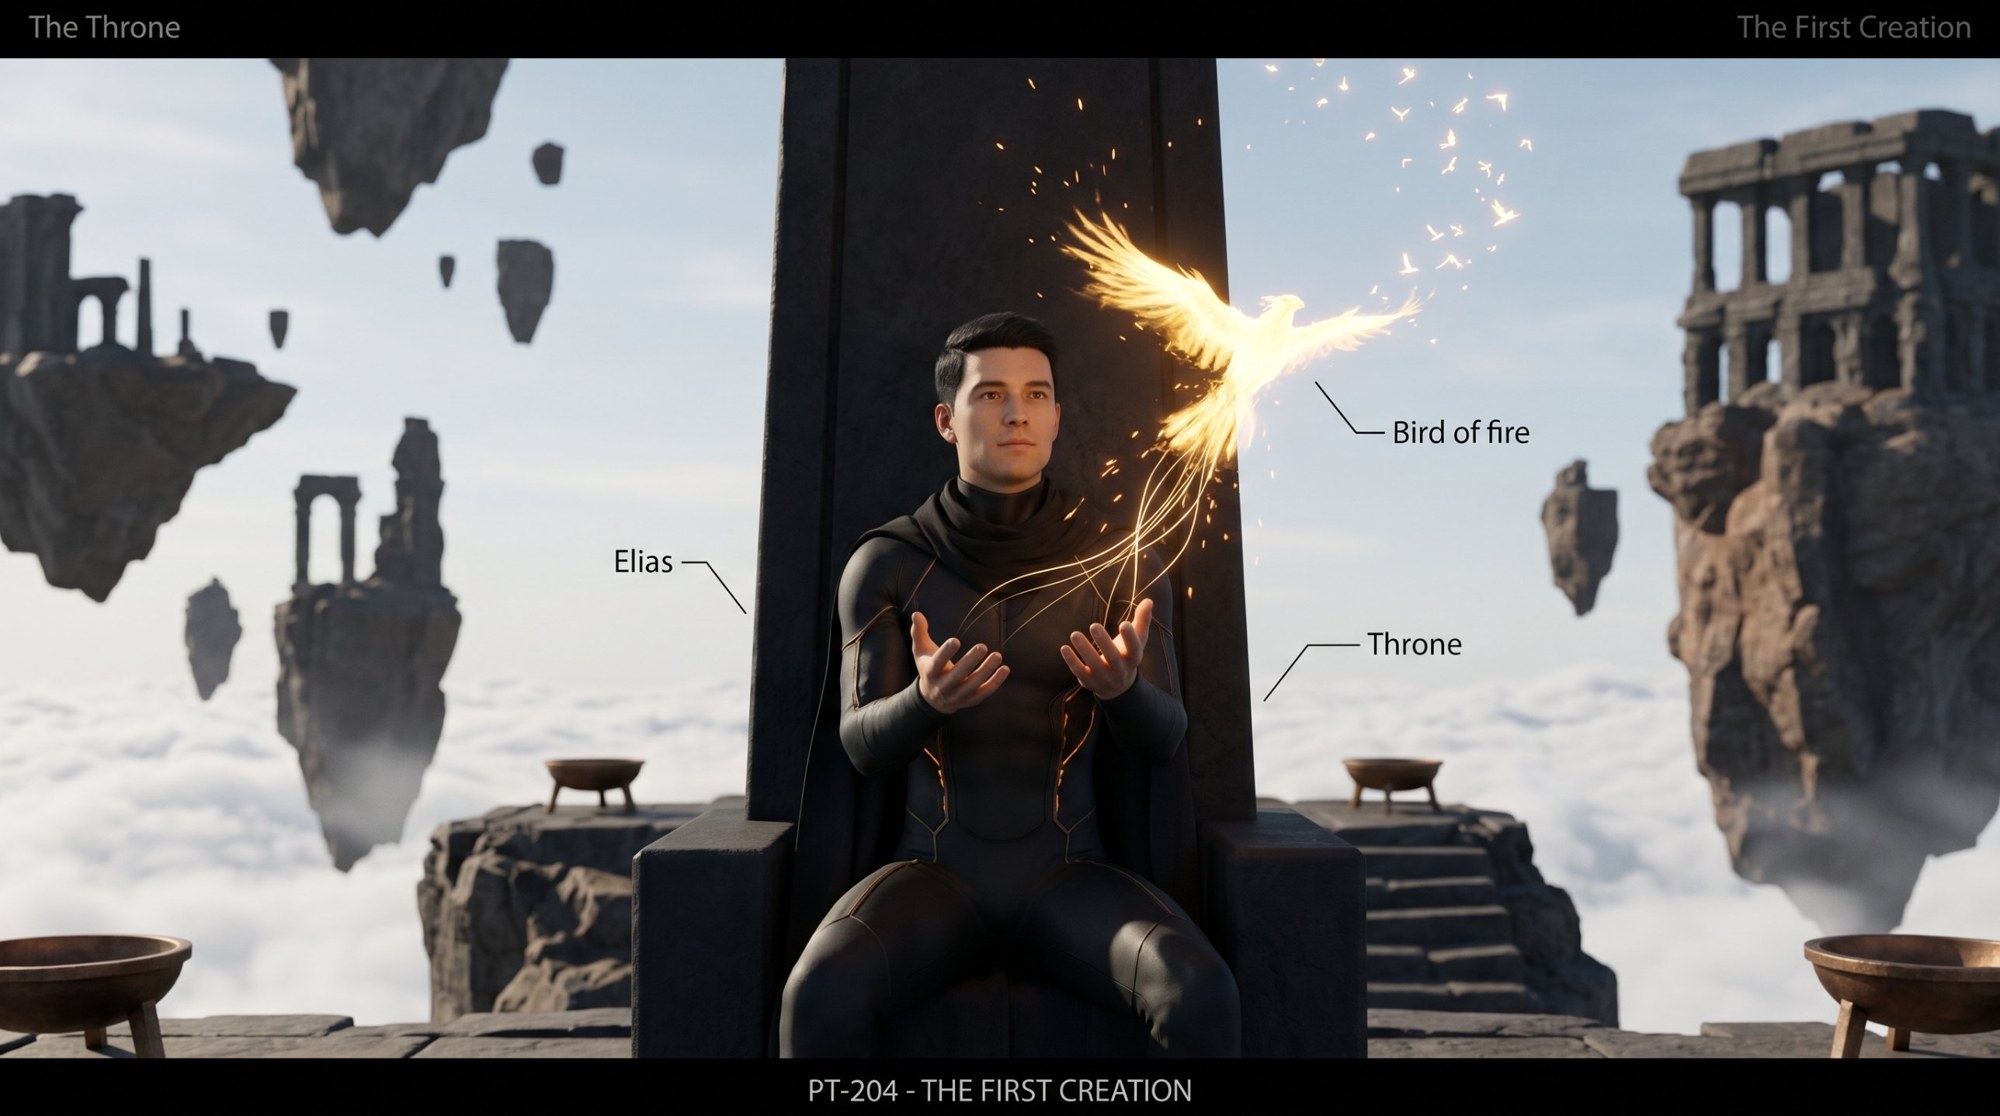 The Throne
The First Creation
Bird of fire
Elias
Throne
PT-204 - THE FIRST CREATION